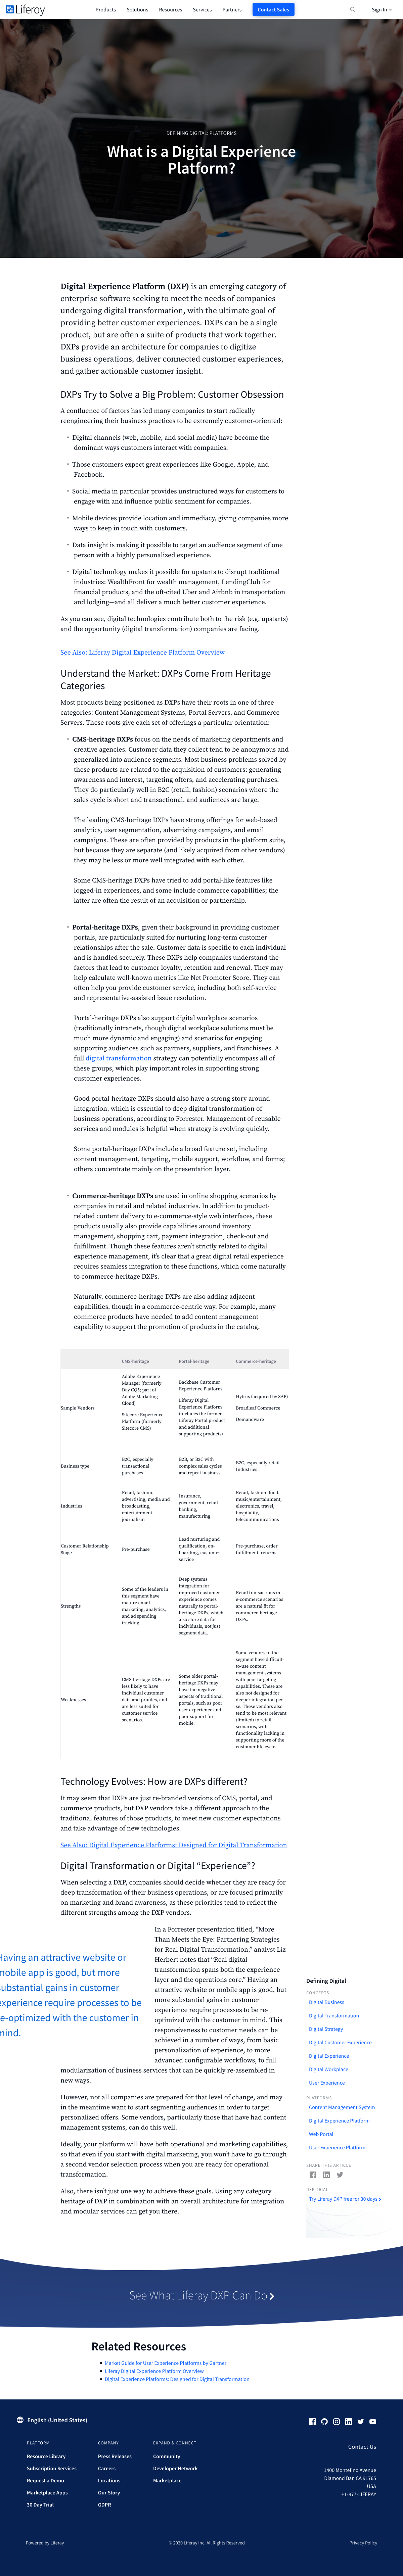 Liferay
Products
Solutions
Resources
Services
Partners
Contact Sales
Sign In
DEFINING DIGITAL: PLATFORMS
What is a Digital Experience
Platform?
Digital Experience Platform (DXP) is an emerging category of
enterprise software seeking to meet the needs of companies
undergoing digital transformation, with the ultimate goal of
providing better customer experiences. DXPs can be a single
product, but are often a suite of products that work together.
DXPs provide an architecture for companies to digitize
business operations, deliver connected customer experiences,
and gather actionable customer insight.
DXPs Try to Solve a Big Problem: Customer Obsession
A confluence of factors has led many companies to start radically
reengineering their business practices to be extremely customer-oriented:
Digital channels (web, mobile, and social media) have become the
dominant ways customers interact with companies.
Those customers expect great experiences like Google, Apple, and
Facebook.
Social media in particular provides unstructured ways for customers to
engage with and influence public sentiment for companies.
Mobile devices provide location and immediacy, giving companies more
ways to keep in touch with customers.
Data insight is making it possible to target an audience segment of one
person with a highly personalized experience.
Digital technology makes it possible for upstarts to disrupt traditional
industries: WealthFront for wealth management, LendingClub for
financial products, and the oft-cited Uber and Airbnb in transportation
and lodging—and all deliver a much better customer experience.
As you can see, digital technologies contribute both to the risk (e.g. upstarts)
and the opportunity (digital transformation) companies are facing.
See Also: Liferay Digital Experience Platform Overview
Understand the Market: DXPs Come From Heritage
Categories
Most products being positioned as DXPs have their roots in one of three
categories: Content Management Systems, Portal Servers, and Commerce
Servers. These roots give each set of offerings a particular orientation:
CMS-heritage DXPs focus on the needs of marketing departments and
creative agencies. Customer data they collect tend to be anonymous and
generalized into audience segments. Most business problems solved by
these products are related to the acquisition of customers: generating
interest, targeting offers, developing campaigns, and rewarding purchases.
They do particularly well in B2C (retail, fashion) scenarios where the
sales cycle is short and transactional, and audiences are large.
The leading CMS-heritage DXPs have strong offerings for web-based
analytics, user segmentation, advertising campaigns, and email
campaigns. These are often provided by products in the platform suite,
but because they are separate (and likely acquired from other vendors)
they may be less or more well integrated with each other.
Some CMS-heritage DXPs have tried to add portal-like features like
logged-in experiences, and some include commerce capabilities; the
latter are often the result of an acquisition or partnership.
Portal-heritage DXPs, given their background in providing customer
portals, are particularly suited for nurturing long-term customer
relationships after the sale. Customer data is specific to each individual
and is handled securely. These DXPs help companies understand the
factors that lead to customer loyalty, retention and renewal. They may
help calculate well-known metrics like Net Promoter Score. They can
often help you provide customer service, including both self-service
and representative-assisted issue resolution.
Portal-heritage DXPs also support digital workplace scenarios
(traditionally intranets, though digital workplace solutions must be
much more dynamic and engaging) and scenarios for engaging
supporting audiences such as partners, suppliers, and franchisees. A
full digital transformation strategy can potentially encompass all of
these groups, which play important roles in supporting strong
customer experiences.
Good portal-heritage DXPs should also have a strong story around
integration, which is essential to deep digital transformation of
business operations, according to Forrester. Management of reusable
services and modules is helpful when strategy is evolving quickly.
Some portal-heritage DXPs include a broad feature set, including
content management, targeting, mobile support, workflow, and forms;
others concentrate mainly on the presentation layer.
Commerce-heritage DXPs are used in online shopping scenarios by
companies in retail and related industries. In addition to product-
related content delivery to e-commerce-style web interfaces, these
products usually also provide capabilities around inventory
management, shopping cart, payment integration, check-out and
fulfillment. Though these features aren't strictly related to digital
experience management, it's clear that a great digital retail experience
requires seamless integration to these functions, which come naturally
to commerce-heritage DXPs.
Naturally, commerce-heritage DXPs are also adding adjacent
capabilities, though in a commerce-centric way. For example, many
commerce products have needed to add content management
capability to support the promotion of products in the catalog.
CMS-heritage
Portal-heritage
Commerce-heritage
Sample Vendors
Adobe Experience
Manager (formerly
Day CQ5; part of
Adobe Marketing
Cloud)
Sitecore Experience
Platform (formerly
Sitecore CMS)
Backbase Customer
Experience Platform
Liferay Digital
Experience Platform
(includes the former
Liferay Portal product
and additional
supporting products)
Hybris (acquired by SAP)
Broadleaf Commerce
Demandware
Business type
B2C, especially
transactional
purchases
B2B, or B2C with
complex sales cycles
and repeat business
B2C, especially retail
industries
Industries
Retail, fashion,
advertising, media and
broadcasting,
entertainment,
journalism
Insurance,
government, retail
banking,
manufacturing
Retail, fashion, food,
music/entertainment,
electronics, travel,
hospitality,
telecommunications
Customer Relationship
Stage
Pre-purchase
Lead nurturing and
qualification, on-
boarding, customer
service
Pre-purchase, order
fulfillment, returns
Strengths
Some of the leaders in
this segment have
mature email
marketing, analytics,
and ad spending
tracking.
Deep systems
integration for
improved customer
experience comes
naturally to portal-
heritage DXPs, which
also store data for
individuals, not just
segment data.
Retail transactions in
e-commerce scenarios
are a natural fit for
commerce-heritage
DXPs.
Weaknesses
CMS-heritage DXPs are
less likely to have
individual customer
data and profiles, and
are less suited for
customer service
scenarios.
Some older portal-
heritage DXPs may
have the negative
aspects of traditional
portals, such as poor
user experience and
poor support for
mobile.
Some vendors in the
segment have difficult-
to-use content
management systems
with poor targeting
capabilities. These are
also not designed for
deeper integration per
se. These vendors also
tend to be most relevant
(limited) to retail
scenarios, with
functionality lacking in
supporting more of the
customer life cycle.
Technology Evolves: How are DXPs different?
It may seem that DXPs are just re-branded versions of CMS, portal, and
commerce products, but DXP vendors take a different approach to the
traditional features of those products, to meet new customer expectations
and take advantage of new technologies.
See Also: Digital Experience Platforms: Designed for Digital Transformation
Digital Transformation or Digital “Experience”?
When selecting a DXP, companies should decide whether they are ready for
deep transformation of their business operations, or are focused primarily
on digital marketing and awareness. As more companies are finding, both
are important, but it’s a matter of priorities and readiness that will reflect the
different strengths among the DXP vendors.
Having an attractive website or
mobile app is good, but more
substantial gains in customer
experience require processes to be
re-optimized with the customer in
mind.
In a Forrester presentation titled, “More
Than Meets the Eye: Partnering Strategies
for Real Digital Transformation,” analyst Liz
Herbert notes that “Real digital
transformation spans both the experience
layer and the operations core.” Having an
attractive website or mobile app is good, but
more substantial gains in customer
experience require processes to be re-
optimized with the customer in mind. In
some cases, business operations need to be
reinvented to match the demands of
customers. This involves enablement from a
number of key areas, from basic
connectivity of previously isolated areas, to
advanced configurable workflows, to full
modularization of business services that can be quickly re-assembled in
new ways.
However, not all companies are prepared for that level of change, and may
in the meantime want to start engaging segments in order to begin to target
personalized offers. Some vendors, partners you have, and some content
management systems, can do this well.
Ideally, your platform will have both operational and marketing capabilities,
so that even if you want to start with digital marketing, you won’t have to go
through a second vendor selection process when you are ready for operational
transformation.
Also, there isn’t just one way to achieve these goals. Using any category-
heritage of DXP in combination with an overall architecture for integration
and modular services can get you there.
Defining Digital
CONCEPTS
Digital Business
Digital Transformation
Digital Strategy
Digital Customer Experience
Digital Experience
Digital Workplace
User Experience
PLATFORMS
Content Management System
Digital Experience Platform
Web Portal
User Experience Platform
SHARE THIS ARTICLE
DXP TRIAL
Try Liferay DXP free for 30 days
See What Liferay DXP Can Do
Related Resources
Market Guide for User Experience Platforms by Gartner
Liferay Digital Experience Platform Overview
Digital Experience Platforms: Designed for Digital Transformation
English (United States)
PLATFORM
Resource Library
Subscription Services
Request a Demo
Marketplace Apps
30 Day Trial
COMPANY
Press Releases
Careers
Locations
Our Story
GDPR
EXPAND & CONNECT
Community
Developer Network
Marketplace
Contact Us
1400 Montefino Avenue
Diamond Bar, CA 91765
USA
+1-877-LIFERAY
Powered by Liferay
© 2020 Liferay Inc. All Rights Reserved
Privacy Policy